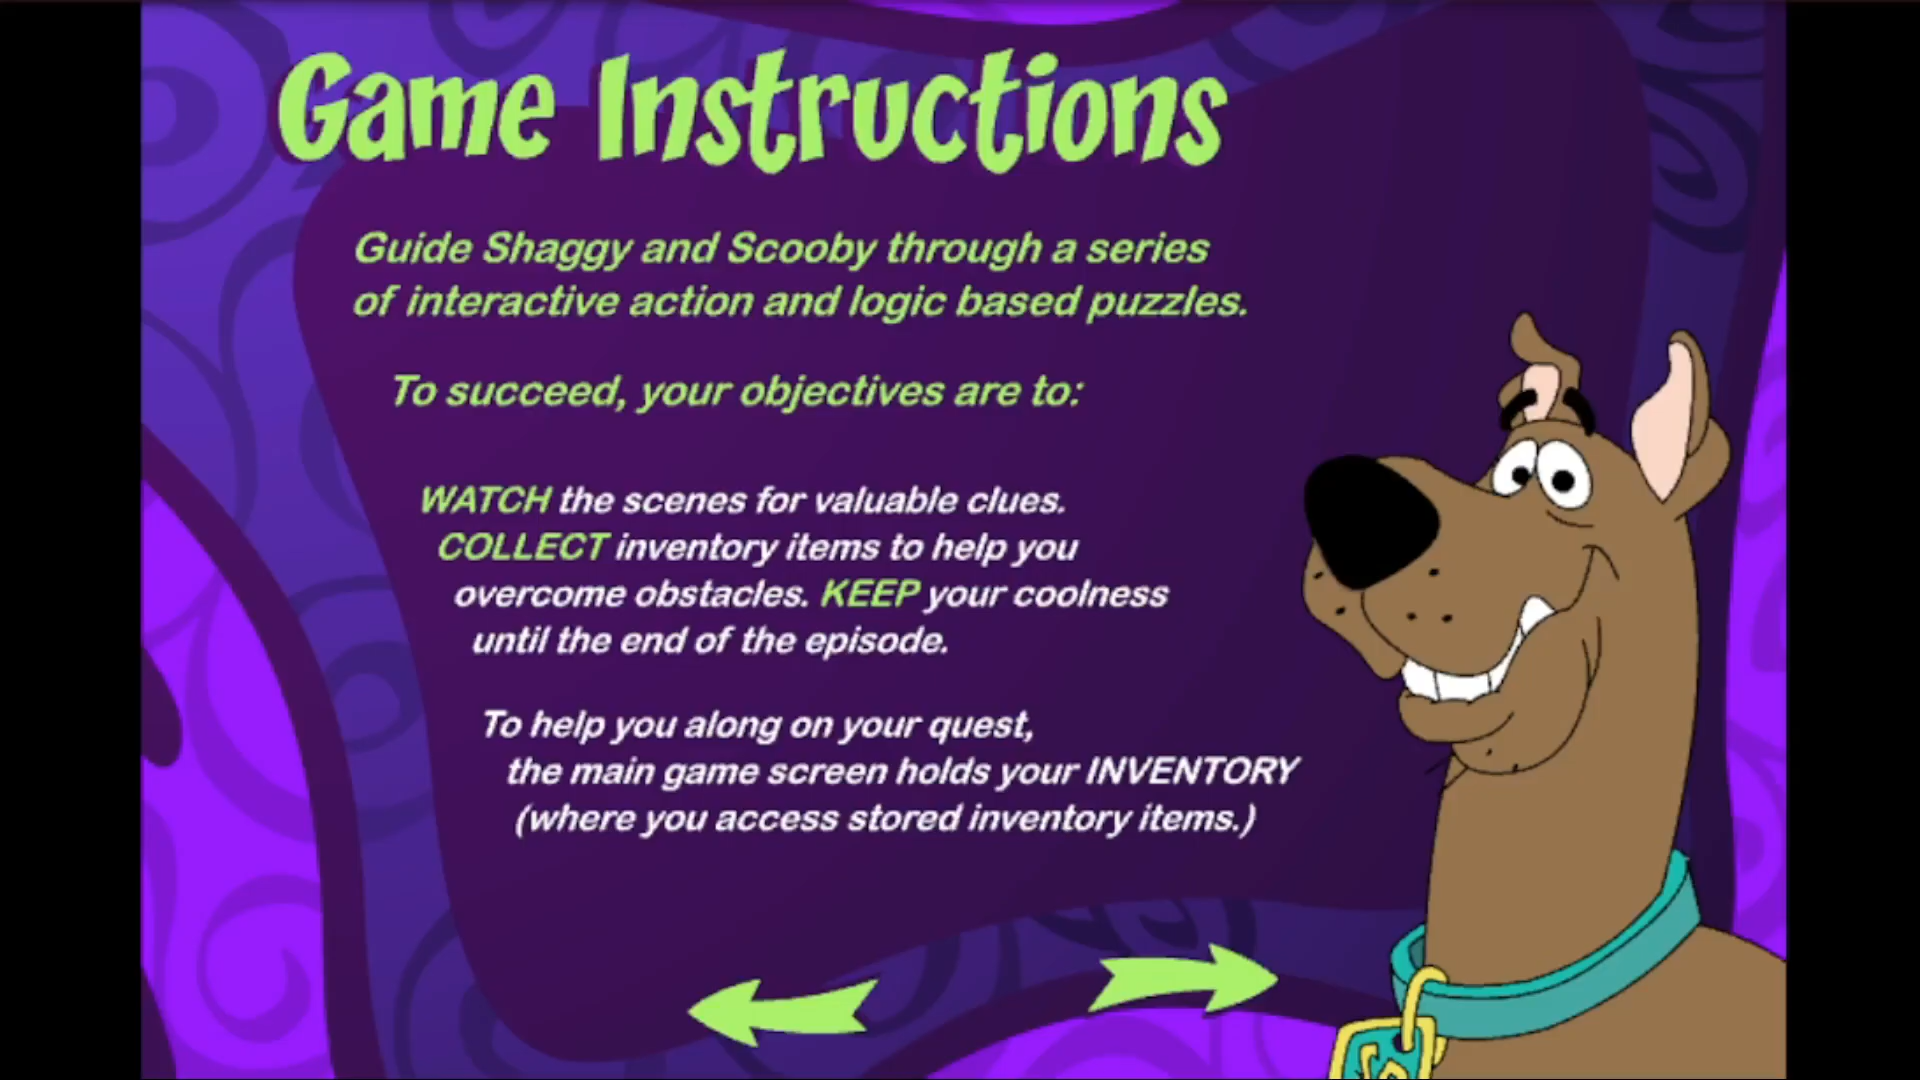 Game Instructions
Guide Shaggy and Scooby through a series
of interactive action and logic based puzzles.
To succeed, your objectives are to:
WATCH the scenes for valuable clues.
COLLECT inventory items to help you
overcome obstacles. KEEP your coolness
until the end of the episode.
To help you along on your quest,
the main game screen holds your INVENTORY
(where you access stored inventory items.)